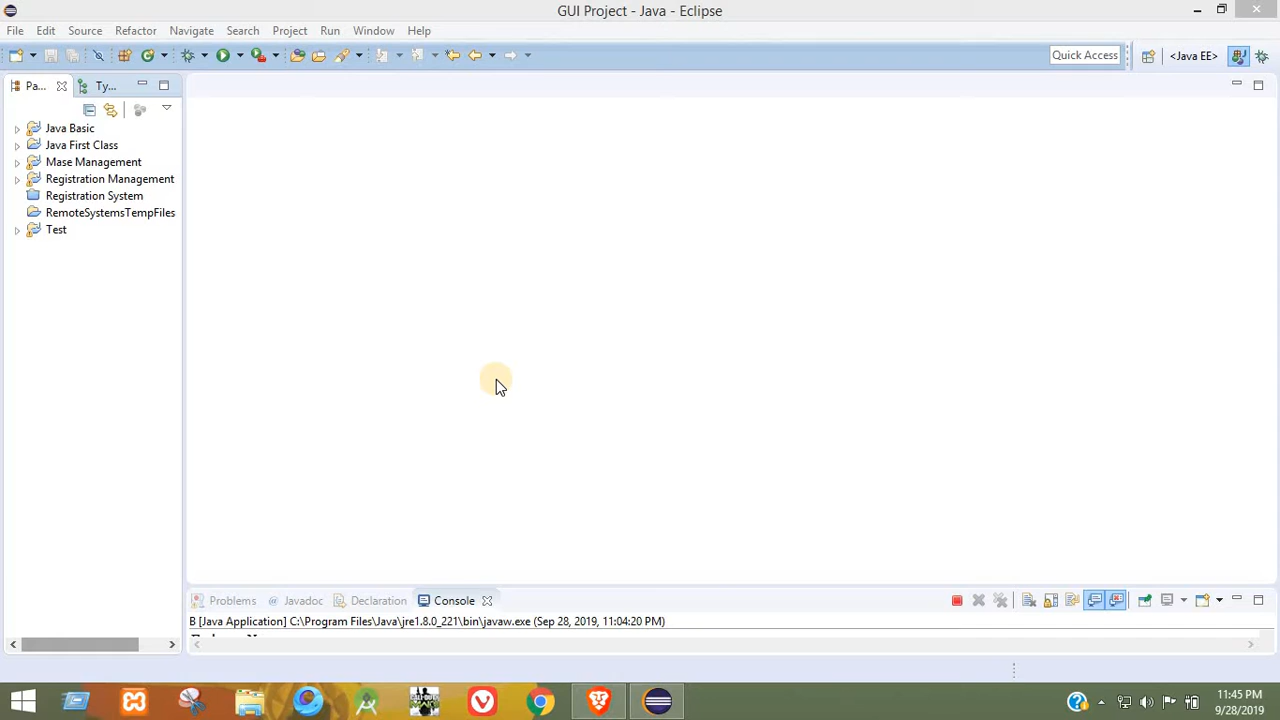 GUI Project - Java - Eclipse
File Edit Source Refactor Navigate Search Project Run Window Help
Quick Access
<Java EE>
Pa... Ty...
Java Basic
Java First Class
Mase Management
Registration Management
Registration System
RemoteSystemsTempFiles
Test
Problems @ Javadoc Declaration Console
B [Java Application] C:\Program Files\Java\jre1.8.0_221\bin\javaw.exe (Sep 28, 2019, 11:04:20 PM)
11:45 PM
9/28/2019